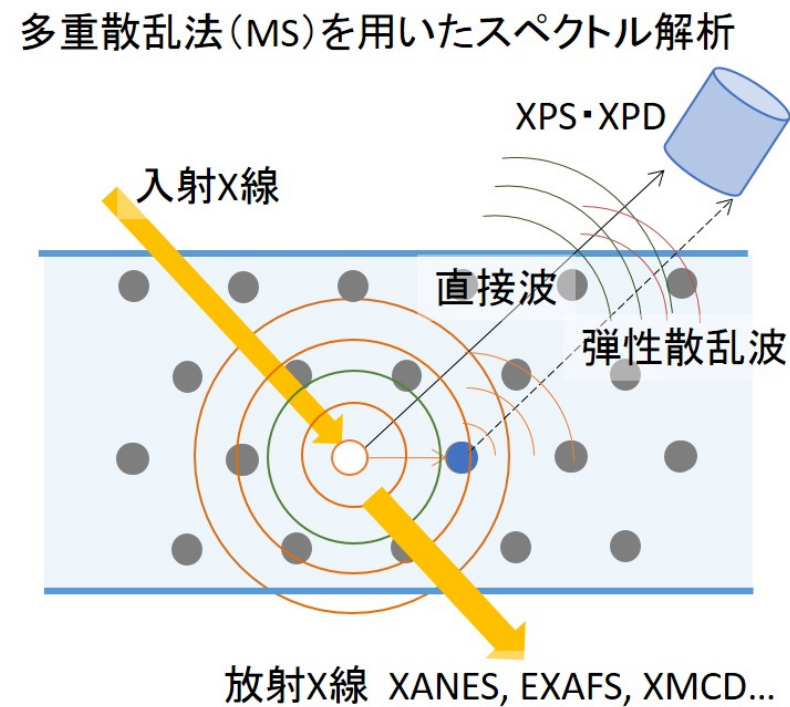 多重散乱法(MS)を用いたスペクトル解析
XPS・XPD
入射X線
直接波
弾性散乱波
放射X線 XANES, EXAFS, XMCD...